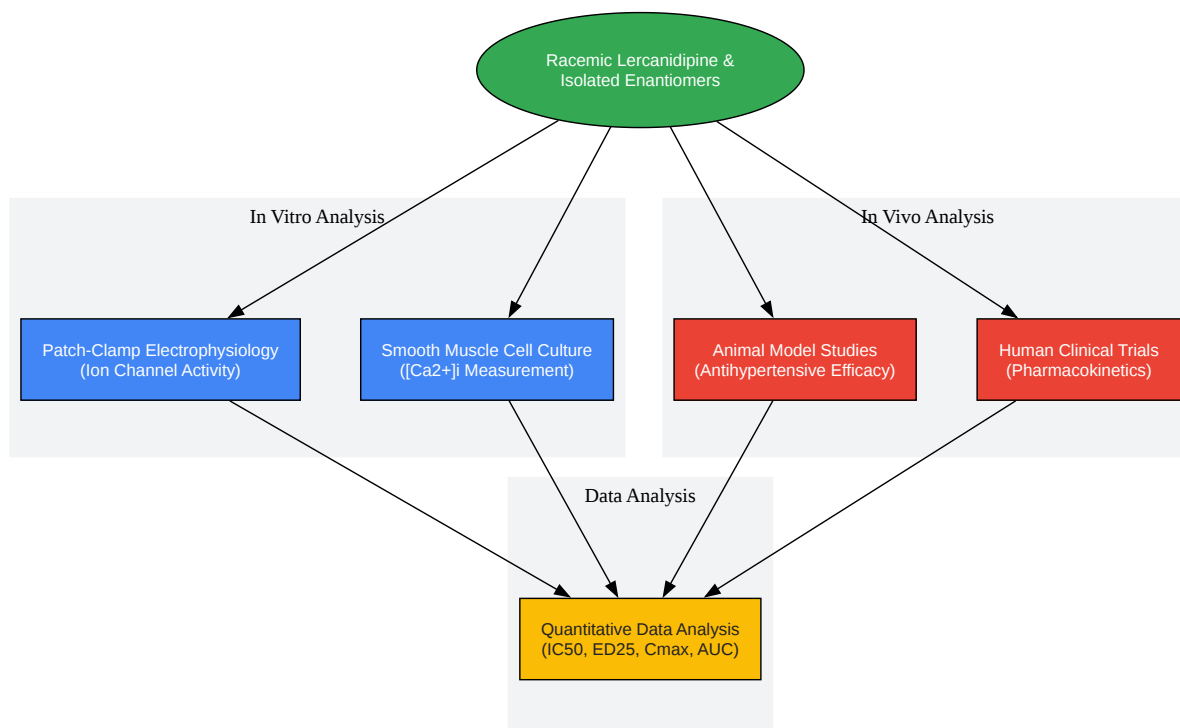 Racemic Lercanidipine &
Isolated Enantiomers
In Vitro Analysis
In Vivo Analysis
Patch-Clamp Electrophysiology
(Ion Channel Activity)
Smooth Muscle Cell Culture
([Ca2+]i Measurement)
Animal Model Studies
(Antihypertensive Efficacy)
Human Clinical Trials
(Pharmacokinetics)
Data Analysis
Quantitative Data Analysis
(IC50, ED25, Cmax, AUC)